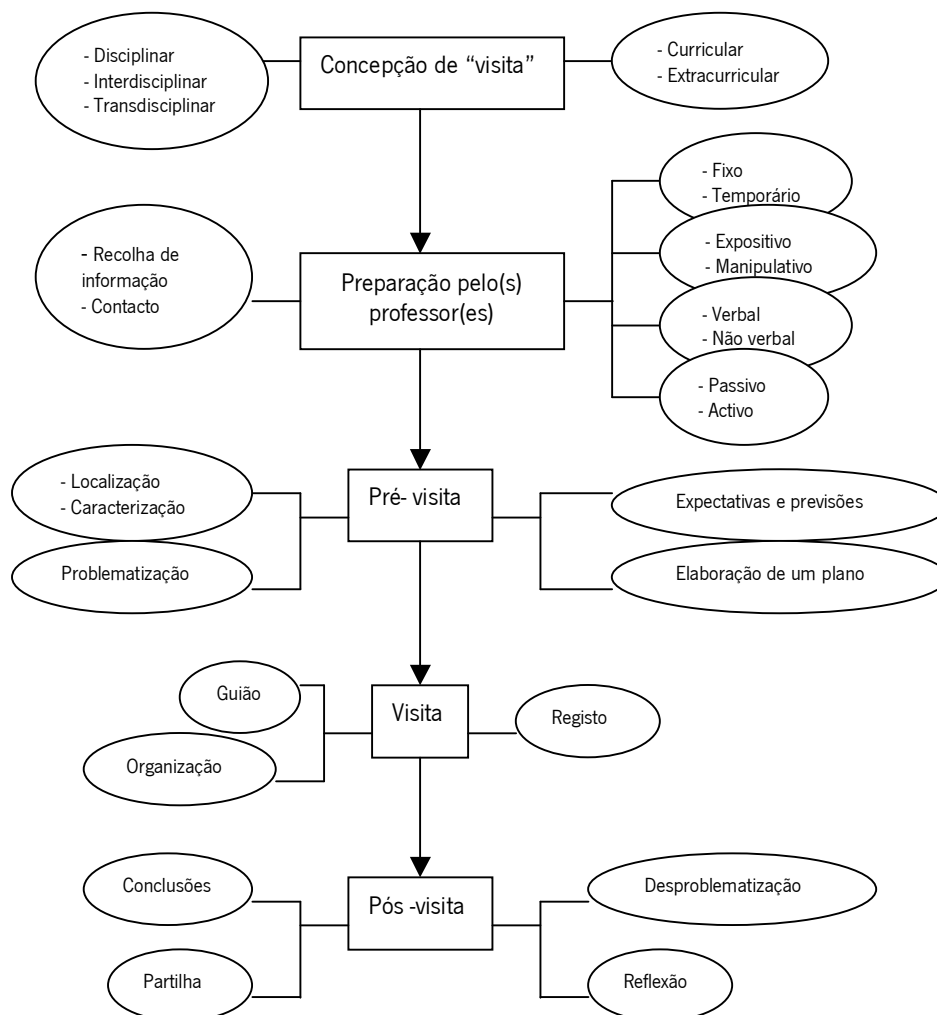 - Disciplinar
- Interdisciplinar
- Transdisciplinar
Concepção de “visita”
- Curricular
- Extracurricular
- Fixo
- Temporário
- Recolha de
informação
- Contacto
Preparação pelo(s)
professor(es)
- Expositivo
- Manipulativo
- Verbal
- Não verbal
- Passivo
- Activo
- Localização
- Caracterização
Problematização
Pré- visita
Expectativas e previsões
Elaboração de um plano
Guião
Organização
Visita
Registo
Conclusões
Partilha
Pós -visita
Desproblematização
Reflexão